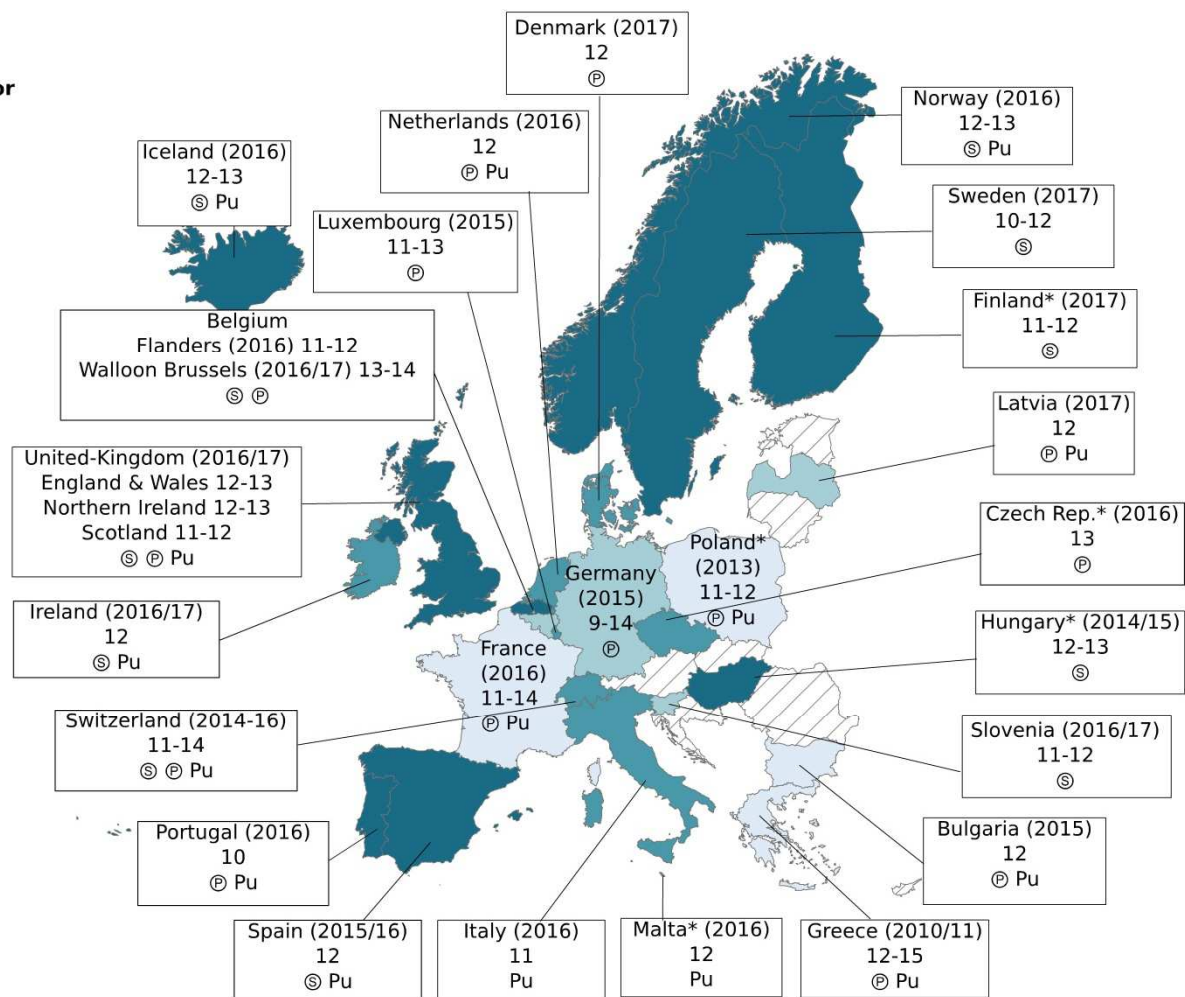 or
Denmark (2017)
12
Ⓟ
Netherlands (2016)
12
Ⓟ Pu
Norway (2016)
12-13
Ⓢ Pu
Iceland (2016)
12-13
Ⓢ Pu
Luxembourg (2015)
11-13
Ⓟ
Sweden (2017)
10-12
Ⓢ
Finland* (2017)
11-12
Ⓢ
Belgium
Flanders (2016) 11-12
Walloon Brussels (2016/17) 13-14
Ⓢ Ⓟ
Latvia (2017)
12
Ⓟ Pu
United-Kingdom (2016/17)
England & Wales 12-13
Northern Ireland 12-13
Scotland 11-12
Ⓢ Ⓟ Pu
Czech Rep.* (2016)
13
Ⓟ
Poland*
(2013)
11-12
Ⓟ Pu
Germany
(2015)
9-14
Ⓟ
Ireland (2016/17)
12
Ⓢ Pu
Hungary* (2014/15)
12-13
Ⓢ
France
(2016)
11-14
Ⓟ Pu
Switzerland (2014-16)
11-14
Ⓢ Ⓟ Pu
Slovenia (2016/17)
11-12
Ⓢ
Portugal (2016)
10
Ⓟ Pu
Bulgaria (2015)
12
Ⓟ Pu
Spain (2015/16)
12
Ⓢ Pu
Italy (2016)
11
Pu
Malta* (2016)
12
Pu
Greece (2010/11)
12-15
Ⓟ Pu